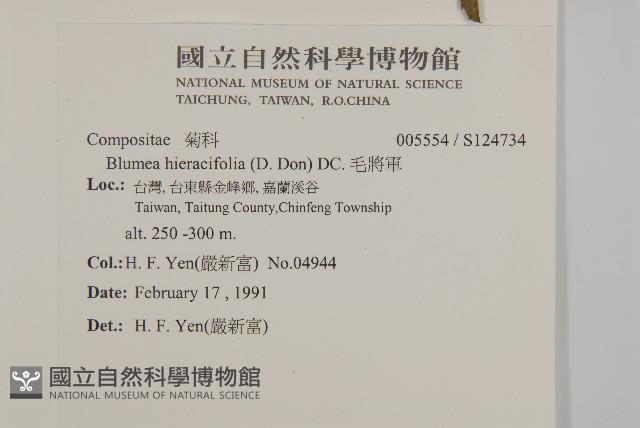 國立自然科學博物館
NATIONAL MUSEUM OF NATURAL SCIENCE
TAICHUNG, TAIWAN, R.O.CHINA
Compositae 菊科 005554 / S124734
Blumea hieracifolia (D. Don) DC. 毛將軍
Loc.: 台灣, 台東縣金峰鄉, 嘉蘭溪谷
Taiwan, Taitung County,Chinfeng Township
alt. 250 -300 m.
Col.: H. F. Yen(嚴新富) No.04944
Date: February 17 , 1991
Det.: H. F. Yen(嚴新富)
國立自然科學博物館
NATIONAL MUSEUM OF NATURAL SCIENCE